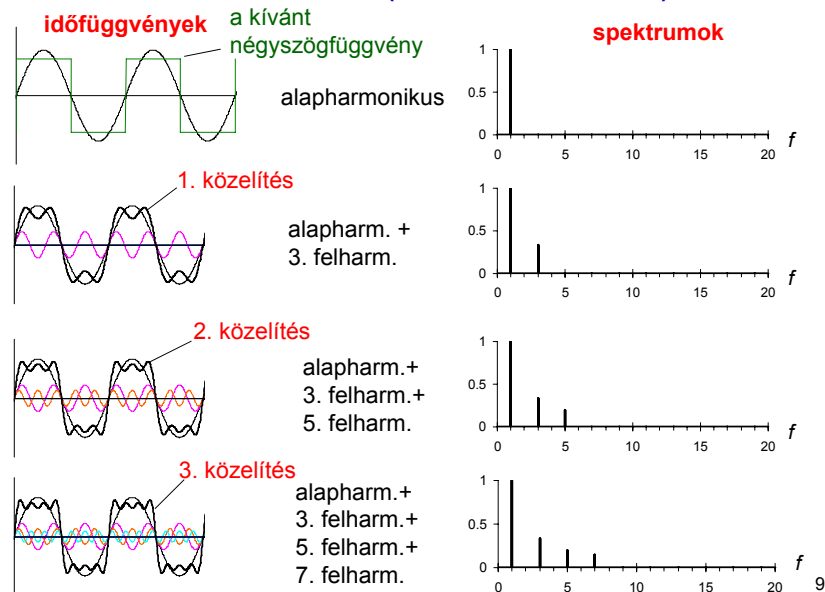 időfüggvények
a kívánt
négyszögfüggvény
spektrumok
alapharmonikus
1
0.5
0
0 5 10 15 20 f
1. közelítés
alapharm. +
3. felharm.
1
0.5
0
0 5 10 15 20 f
2. közelítés
alapharm.+
3. felharm.+
5. felharm.
1
0.5
0
0 5 10 15 20 f
3. közelítés
alapharm.+
3. felharm.+
5. felharm.+
7. felharm.
1
0.5
0
0 5 10 15 20 f
9